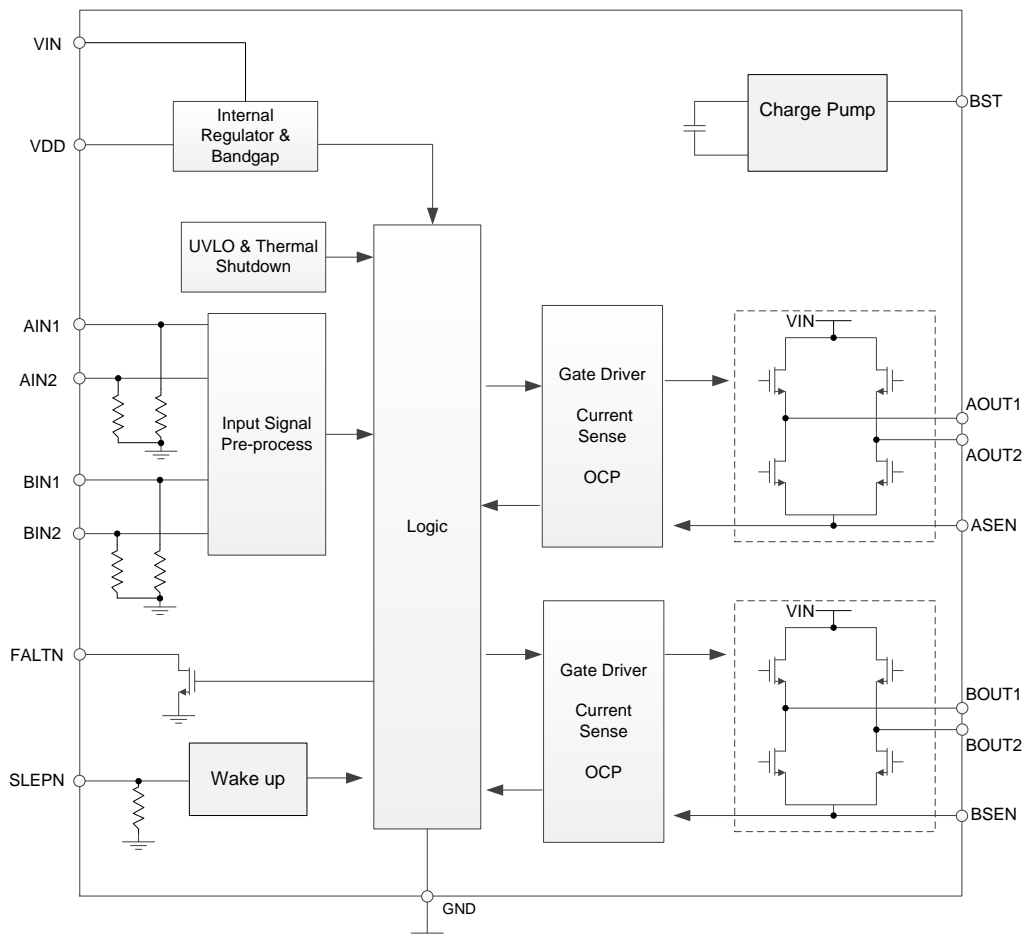 VIN
VDD
Internal
Regulator &
Bandgap
Charge Pump
BST
UVLO & Thermal
Shutdown
AIN1
AIN2
BIN1
BIN2
Input Signal
Pre-process
Logic
Gate Driver
Current
Sense
OCP
VIN
AOUT1
AOUT2
ASEN
FALTN
SLEPN
Wake up
Gate Driver
Current
Sense
OCP
VIN
BOUT1
BOUT2
BSEN
GND